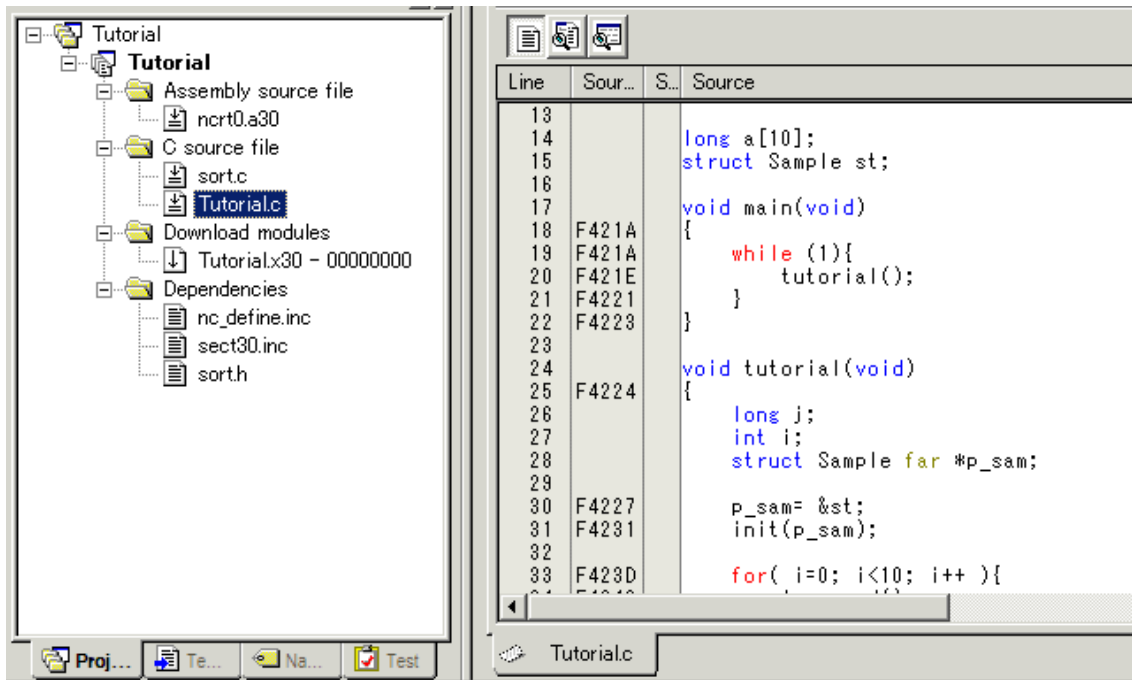 Tutorial
Tutorial
Assembly source file
ncrt0.a30
C source file
sort.c
Tutorial.c
Download modules
Tutorial.x30 - 00000000
Dependencies
nc_define.inc
sect30.inc
sort.h
Proj...
Te...
Na...
Test
Line Sour... S... Source
13
14 long a[10];
15 struct Sample st;
16
17 void main(void)
18 F421A {
19 F421A while (1){
20 F421E tutorial();
21 F4221 }
22 F4223 }
23
24 void tutorial(void)
25 F4224 {
26 long j;
27 int i;
28 struct Sample far *p_sam;
29
30 F4227 p_sam= &st;
31 F4231 init(p_sam);
32
33 F423D for( i=0; i<10; i++ ){
Tutorial.c